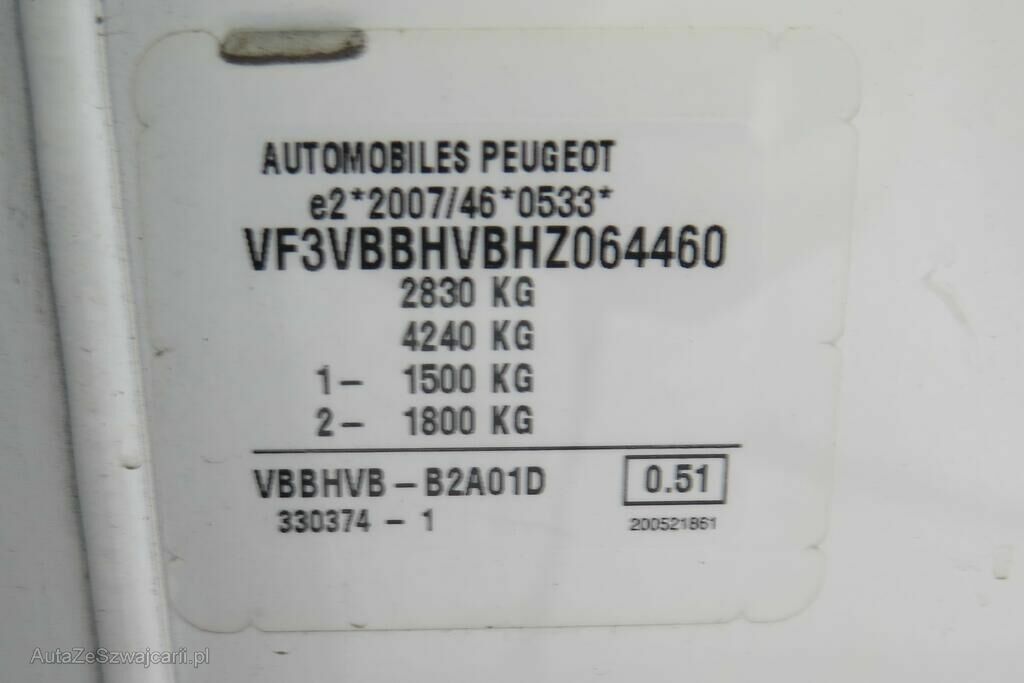 AUTOMOBILES PEUGEOT
e2*2007/46*0533*
VF3VBBHVBHZ064460
2830 KG
4240 KG
1- 1500 KG
2- 1800 KG
VBBHVB-B2A01D
0.51
330374-1
200521861
AutaZeSzwajcarii.pl